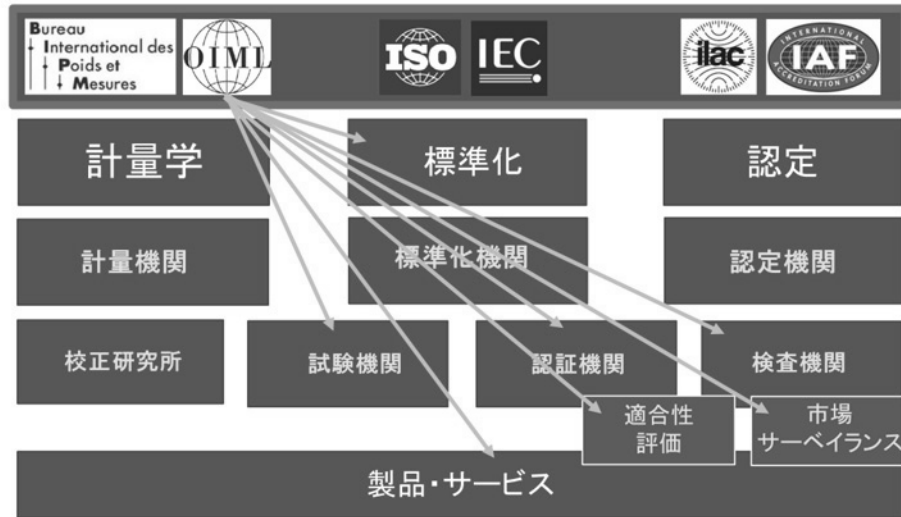 Bureau
International des
Poids et
Mesures
OIML
ISO
IEC
ilac
INTERNATIONAL
IAF
ACCREDITATION FORUM
計量学
標準化
認定
計量機関
標準化機関
認定機関
校正研究所
試験機関
認証機関
検査機関
適合性
評価
市場
サーベイランス
製品・サービス